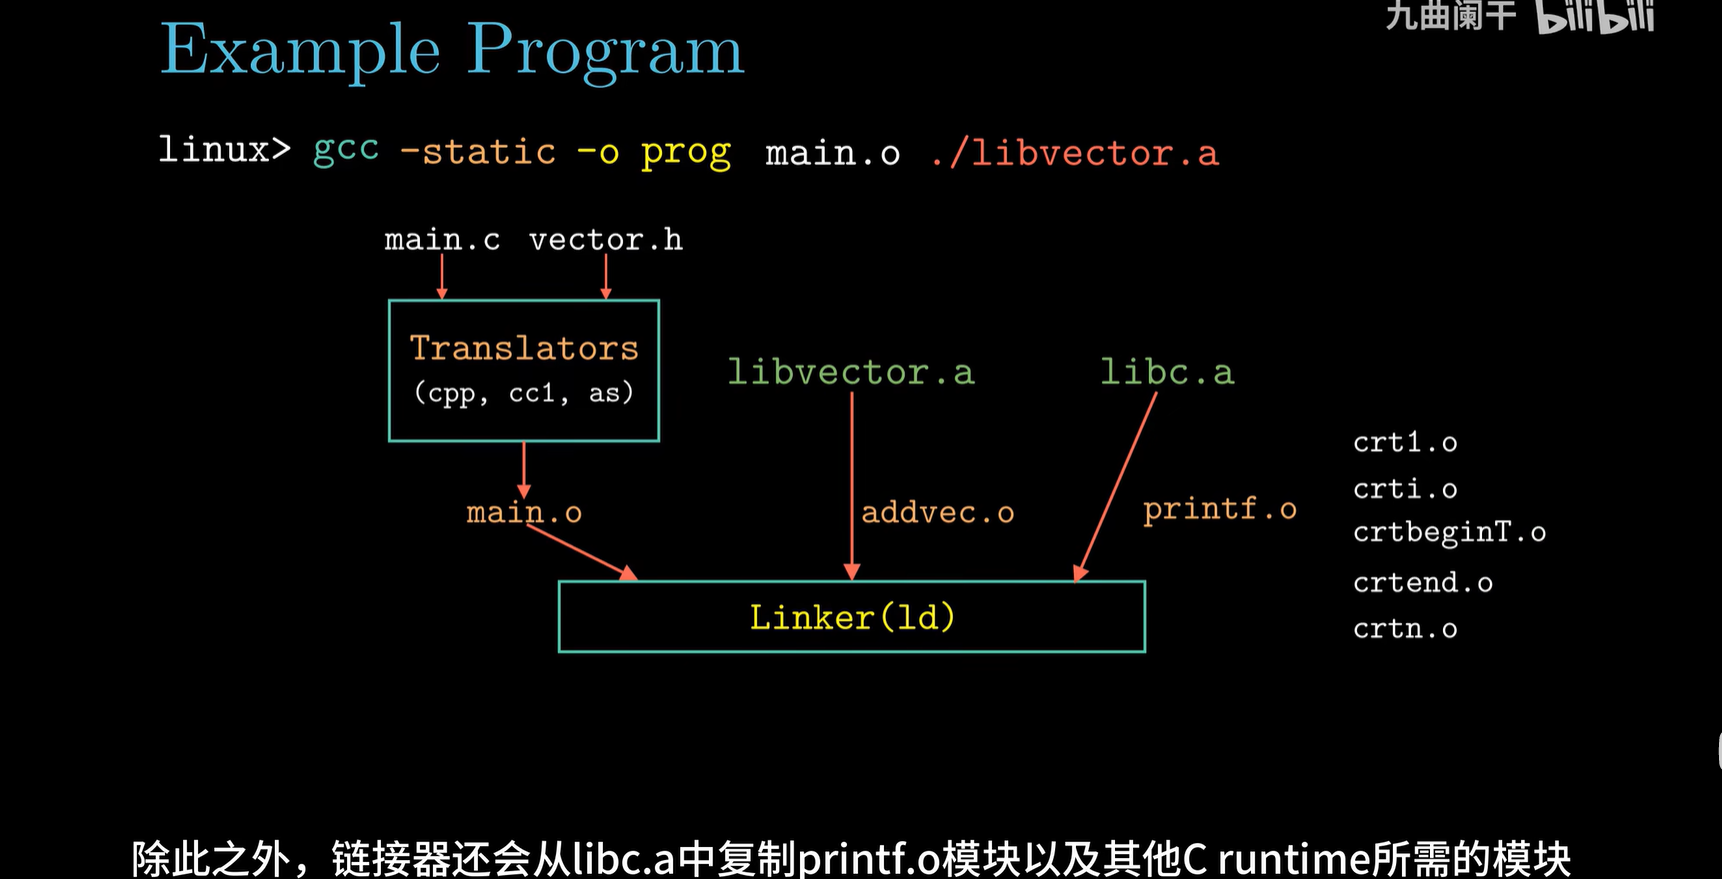 九曲阑干 bilibili
Example Program
linux> gcc -static -o prog main.o ./libvector.a
main.c vector.h
Translators
(cpp, cc1, as)
libvector.a
libc.a
main.o
addvec.o
printf.o
crt1.o
crti.o
crtbeginT.o
crtend.o
crtn.o
Linker(ld)
除此之外，链接器还会从libc.a中复制printf.o模块以及其他C runtime所需的模块